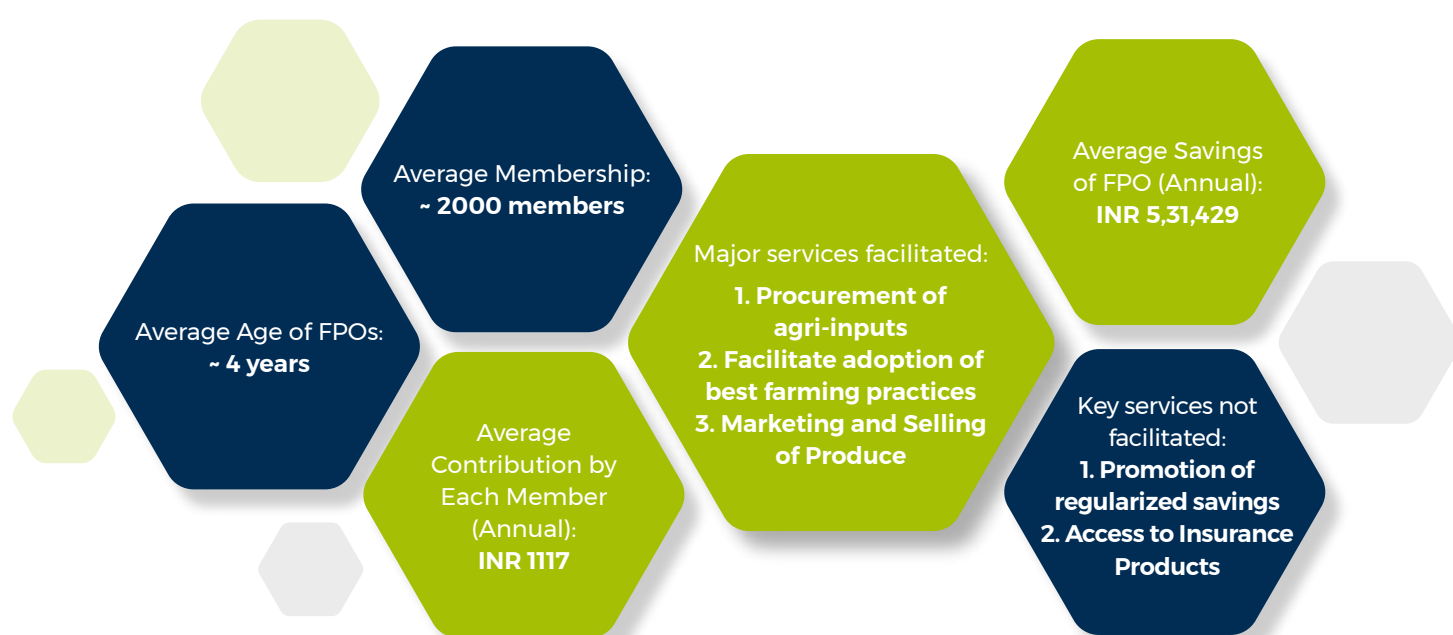 Average Membership:
~ 2000 members
Average Age of FPOs:
~ 4 years
Average
Contribution by
Each Member
(Annual):
INR 1117
Major services facilitated:
1. Procurement of
agri-inputs
2. Facilitate adoption of
best farming practices
3. Marketing and Selling
of Produce
Average Savings
of FPO (Annual):
INR 5,31,429
Key services not
facilitated:
1. Promotion of
regularized savings
2. Access to Insurance
Products